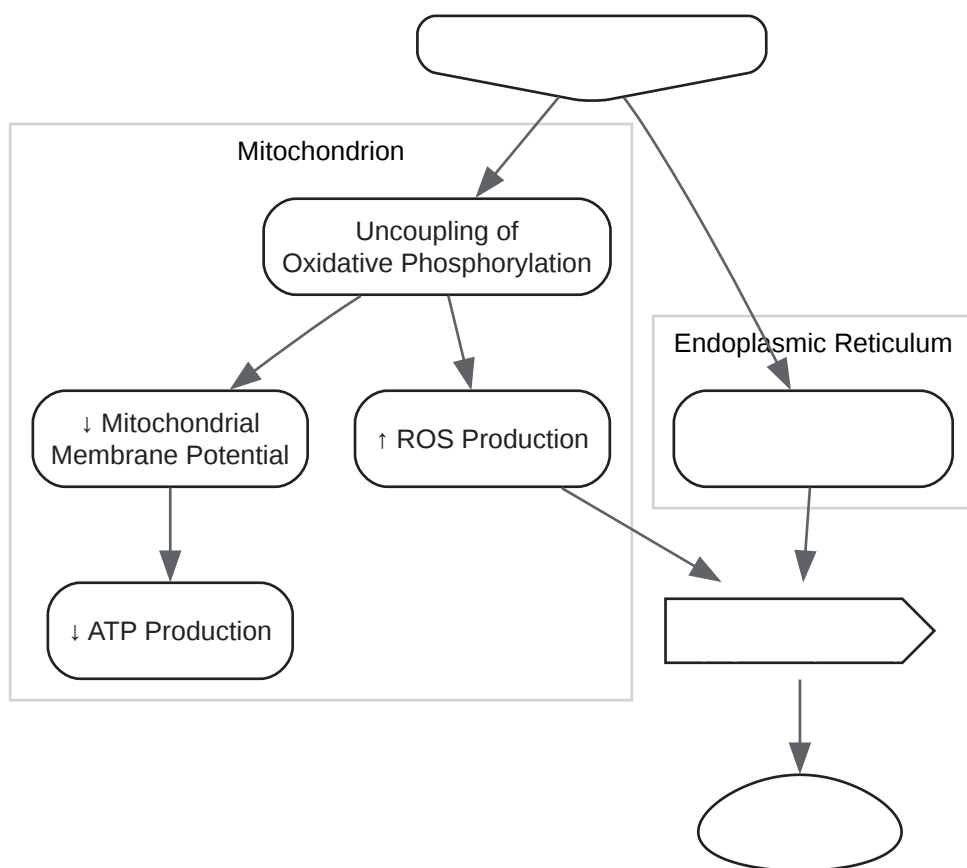 Mitochondrion
Uncoupling of
Oxidative Phosphorylation
Endoplasmic Reticulum
↓ Mitochondrial
Membrane Potential
↑ ROS Production
↓ ATP Production